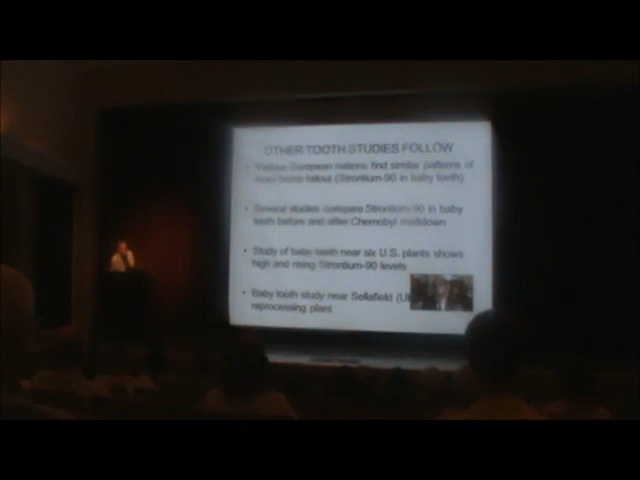 OTHER TOOTH STUDIES FOLLOW
• Various European nations find similar patterns of
fallout (Strontium-90 in baby teeth)
• Several studies compare Strontium-90 in baby
teeth before and after Chernobyl meltdown
• Study of baby teeth near six U.S. plants shows
high and rising Strontium-90 levels
• Baby tooth study near Sellafield (U
reprocessing plant